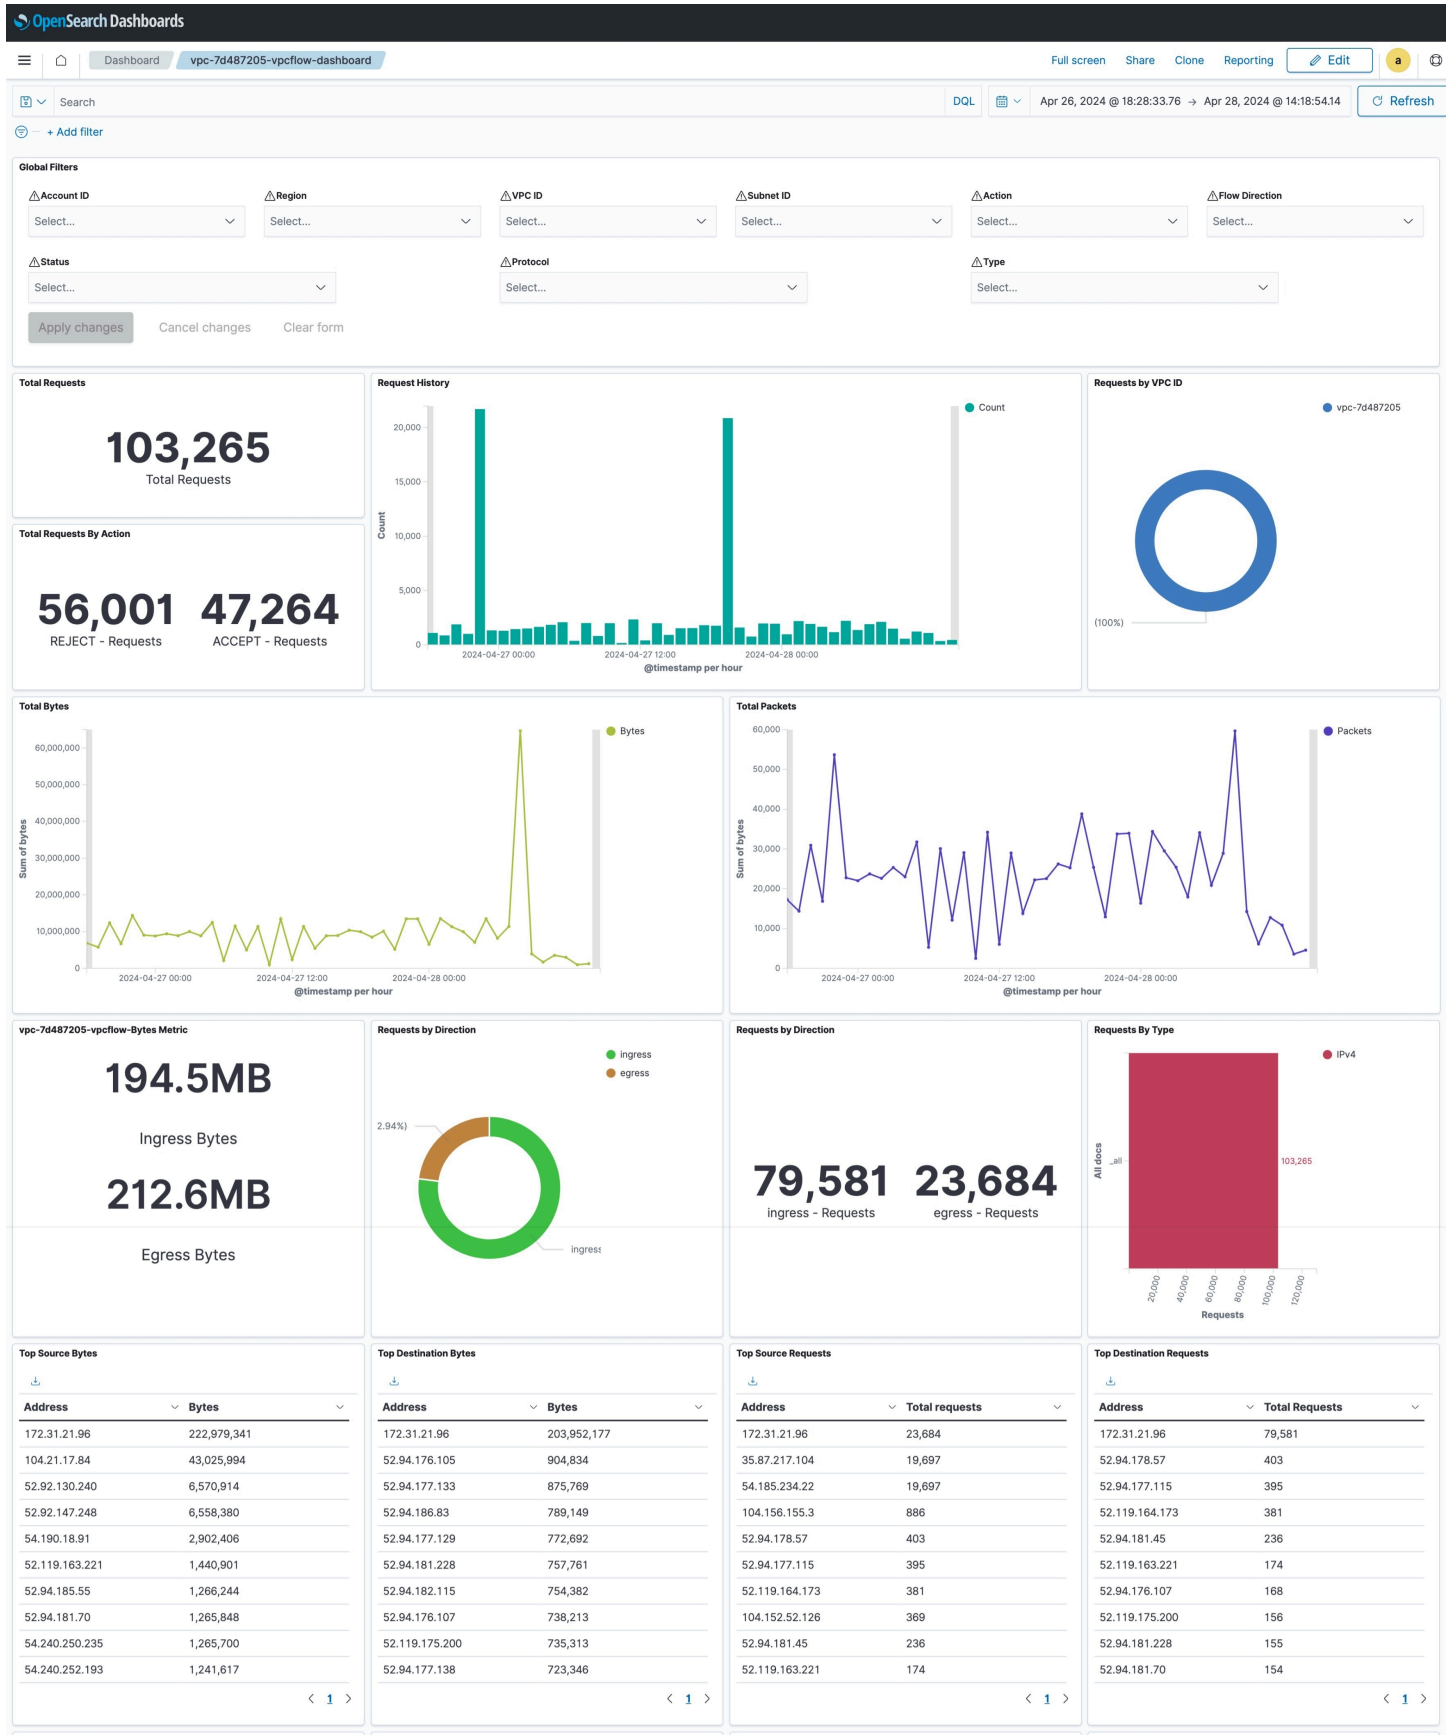 OpenSearch Dashboards
Dashboard
vpc-7d487205-vpcflow-dashboard
Full screen
Share
Clone
Reporting
Edit
a
Search
DQL
Apr 26, 2024 @ 18:28:33.76 → Apr 28, 2024 @ 14:18:54.14
Refresh
+ Add filter
Global Filters
Account ID
Region
VPC ID
Subnet ID
Action
Flow Direction
Select...
Select...
Select...
Select...
Select...
Select...
Status
Protocol
Type
Select...
Select...
Select...
Apply changes
Cancel changes
Clear form
Total Requests
103,265
Total Requests
Total Requests By Action
56,001
REJECT - Requests
47,264
ACCEPT - Requests
Request History
Count
20,000
15,000
10,000
5,000
0
Count
2024-04-27 00:00
2024-04-27 12:00
2024-04-28 00:00
@timestamp per hour
Requests by VPC ID
vpc-7d487205
(100%)
Total Bytes
Bytes
60,000,000
50,000,000
40,000,000
30,000,000
20,000,000
10,000,000
0
Sum of bytes
2024-04-27 00:00
2024-04-27 12:00
2024-04-28 00:00
@timestamp per hour
Total Packets
Packets
60,000
50,000
40,000
30,000
20,000
10,000
0
Sum of bytes
2024-04-27 00:00
2024-04-27 12:00
2024-04-28 00:00
@timestamp per hour
vpc-7d487205-vpcflow-Bytes Metric
194.5MB
Ingress Bytes
212.6MB
Egress Bytes
Requests by Direction
ingress
egress
2.94%)
ingress
Requests by Direction
79,581
ingress - Requests
23,684
egress - Requests
Requests By Type
IPv4
All docs
_all
103,265
20,000
40,000
60,000
80,000
100,000
120,000
Requests
Top Source Bytes
Address Bytes
172.31.21.96 222,979,341
104.21.17.84 43,025,994
52.92.130.240 6,570,914
52.92.147.248 6,558,380
54.190.18.91 2,902,406
52.119.163.221 1,440,901
52.94.185.55 1,266,244
52.94.181.70 1,265,848
54.240.250.235 1,265,700
54.240.252.193 1,241,617
1
Top Destination Bytes
Address Bytes
172.31.21.96 203,952,177
52.94.176.105 904,834
52.94.177.133 875,769
52.94.186.83 789,149
52.94.177.129 772,692
52.94.181.228 757,761
52.94.182.115 754,382
52.94.176.107 738,213
52.119.175.200 735,313
52.94.177.138 723,346
1
Top Source Requests
Address Total requests
172.31.21.96 23,684
35.87.217.104 19,697
54.185.234.22 19,697
104.156.155.3 886
52.94.178.57 403
52.94.177.115 395
52.119.164.173 381
104.152.52.126 369
52.94.181.45 236
52.119.163.221 174
1
Top Destination Requests
Address Total Requests
172.31.21.96 79,581
52.94.178.57 403
52.94.177.115 395
52.119.164.173 381
52.94.181.45 236
52.119.163.221 174
52.94.176.107 168
52.119.175.200 156
52.94.181.228 155
52.94.181.70 154
1